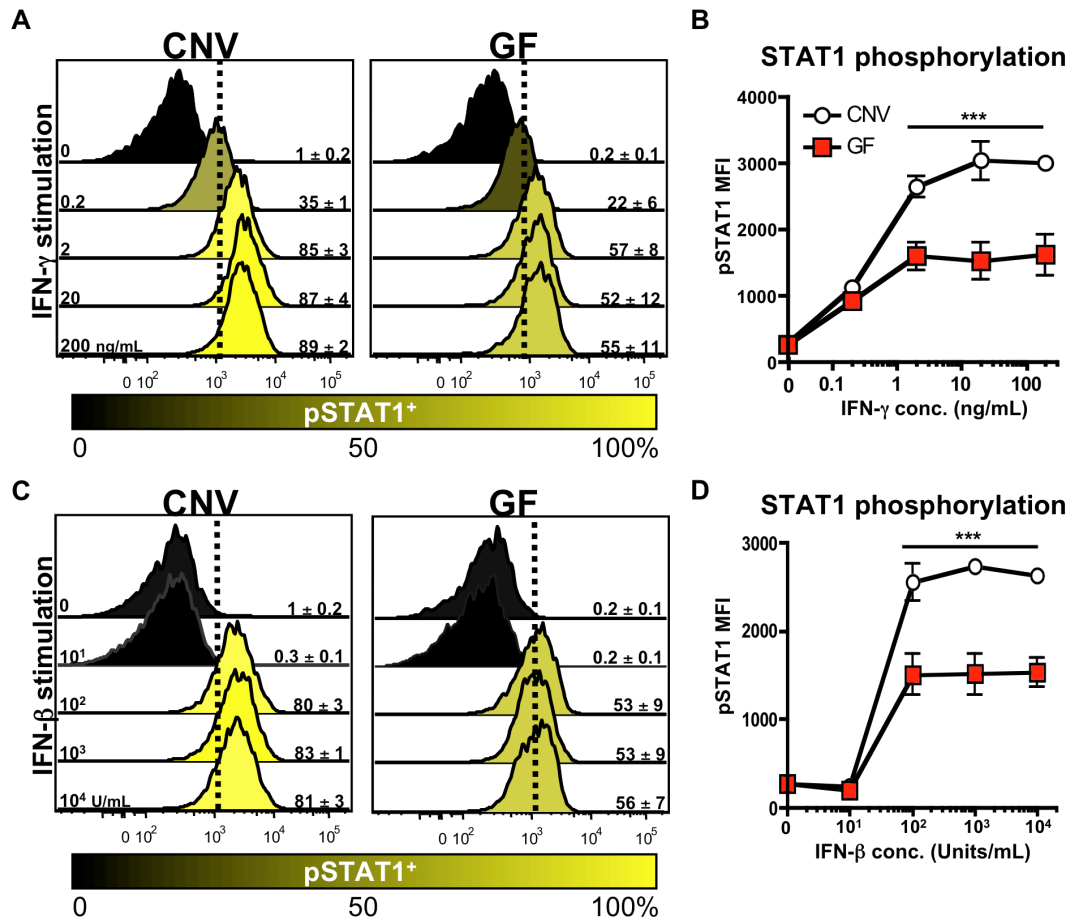 A
CNV
GF
IFN-γ stimulation
0
1 ± 0.2
0.2
35 ± 1
2
85 ± 3
20
87 ± 4
200 ng/mL
89 ± 2
0.2 ± 0.1
22 ± 6
57 ± 8
52 ± 12
55 ± 11
0 10² 10³ 10⁴ 10⁵
0 10² 10³ 10⁴ 10⁵
pSTAT1⁺
0 50 100%
B
STAT1 phosphorylation
CNV
GF
***
pSTAT1 MFI
4000
3000
2000
1000
0
0 0.1 1 10 100
IFN-γ conc. (ng/mL)
C
CNV
GF
IFN-β stimulation
0
1 ± 0.2
10¹
0.3 ± 0.1
10²
80 ± 3
10³
83 ± 1
10⁴ U/mL
81 ± 3
0.2 ± 0.1
0.2 ± 0.1
53 ± 9
53 ± 9
56 ± 7
0 10² 10³ 10⁴ 10⁵
0 10² 10³ 10⁴ 10⁵
pSTAT1⁺
0 50 100%
D
STAT1 phosphorylation
***
pSTAT1 MFI
3000
2000
1000
0
0 10¹ 10² 10³ 10⁴
IFN-β conc. (Units/mL)